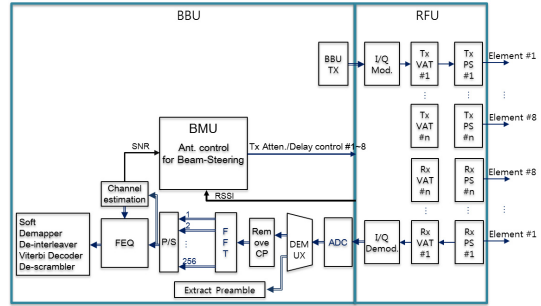 BBU
RFU
BBU
TX
I/Q
Mod.
Tx
VAT
#1
Tx
PS
#1
Element #1
⋮
⋮
⋮
Tx
VAT
#n
Tx
PS
#n
Element #8
BMU
Ant. control
for Beam-Steering
SNR
Tx Atten./Delay control #1~8
RSSI
Rx
VAT
#n
Rx
PS
#n
Element #8
⋮
⋮
⋮
Channel
estimation
Soft
Demapper
De-interleaver
Viterbi Decoder
De-scrambler
FEQ
P/S
1
2
⋮
256
F
F
T
Rem
ove
CP
DEM
UX
ADC
I/Q
Demod.
Rx
VAT
#1
Rx
PS
#1
Element #1
Extract Preamble